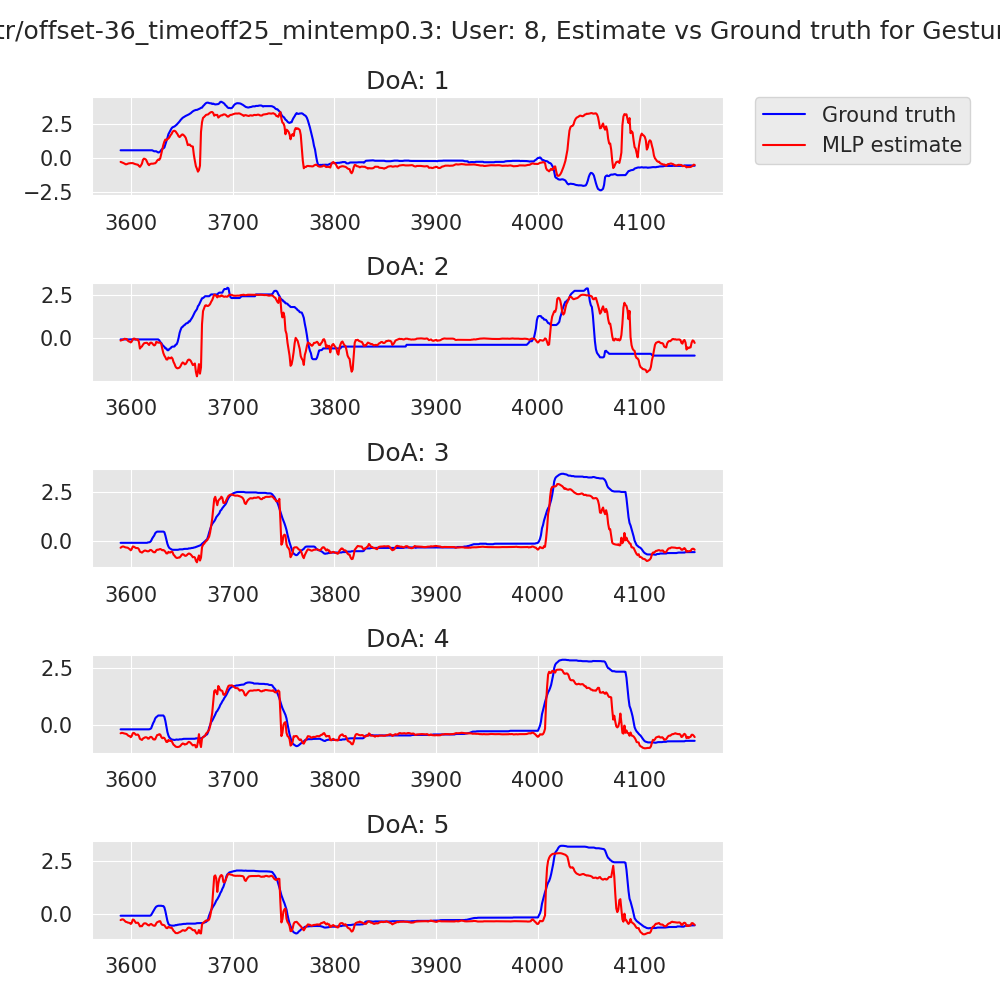 tr/offset-36_timeoff25_mintemp0.3: User: 8, Estimate vs Ground truth for Gestur
DoA: 1
Ground truth
MLP estimate
2.5
0.0
−2.5
3600 3700 3800 3900 4000 4100
DoA: 2
2.5
0.0
3600 3700 3800 3900 4000 4100
DoA: 3
2.5
0.0
3600 3700 3800 3900 4000 4100
DoA: 4
2.5
0.0
3600 3700 3800 3900 4000 4100
DoA: 5
2.5
0.0
3600 3700 3800 3900 4000 4100